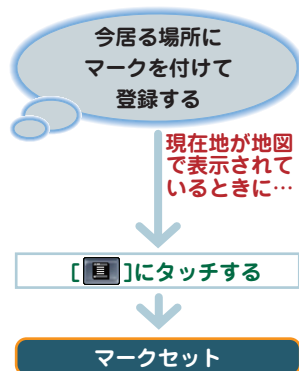 今居る場所に
マークを付けて
登録する
現在地が地図
で表示されて
いるときに…
[ ]にタッチする
マークセット